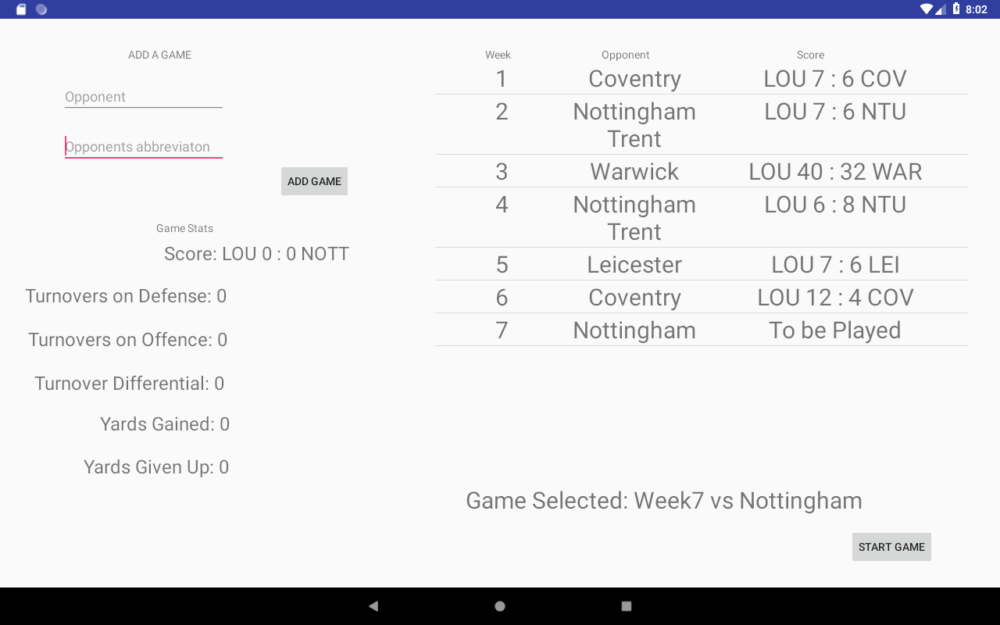 8:02
ADD A GAME
Opponent
Opponents abbreviaton
ADD GAME
Game Stats
Score: LOU 0 : 0 NOTT
Turnovers on Defense: 0
Turnovers on Offence: 0
Turnover Differential: 0
Yards Gained: 0
Yards Given Up: 0
Week Opponent Score
1 Coventry LOU 7 : 6 COV
2 Nottingham LOU 7 : 6 NTU
Trent
3 Warwick LOU 40 : 32 WAR
4 Nottingham LOU 6 : 8 NTU
Trent
5 Leicester LOU 7 : 6 LEI
6 Coventry LOU 12 : 4 COV
7 Nottingham To be Played
Game Selected: Week7 vs Nottingham
START GAME